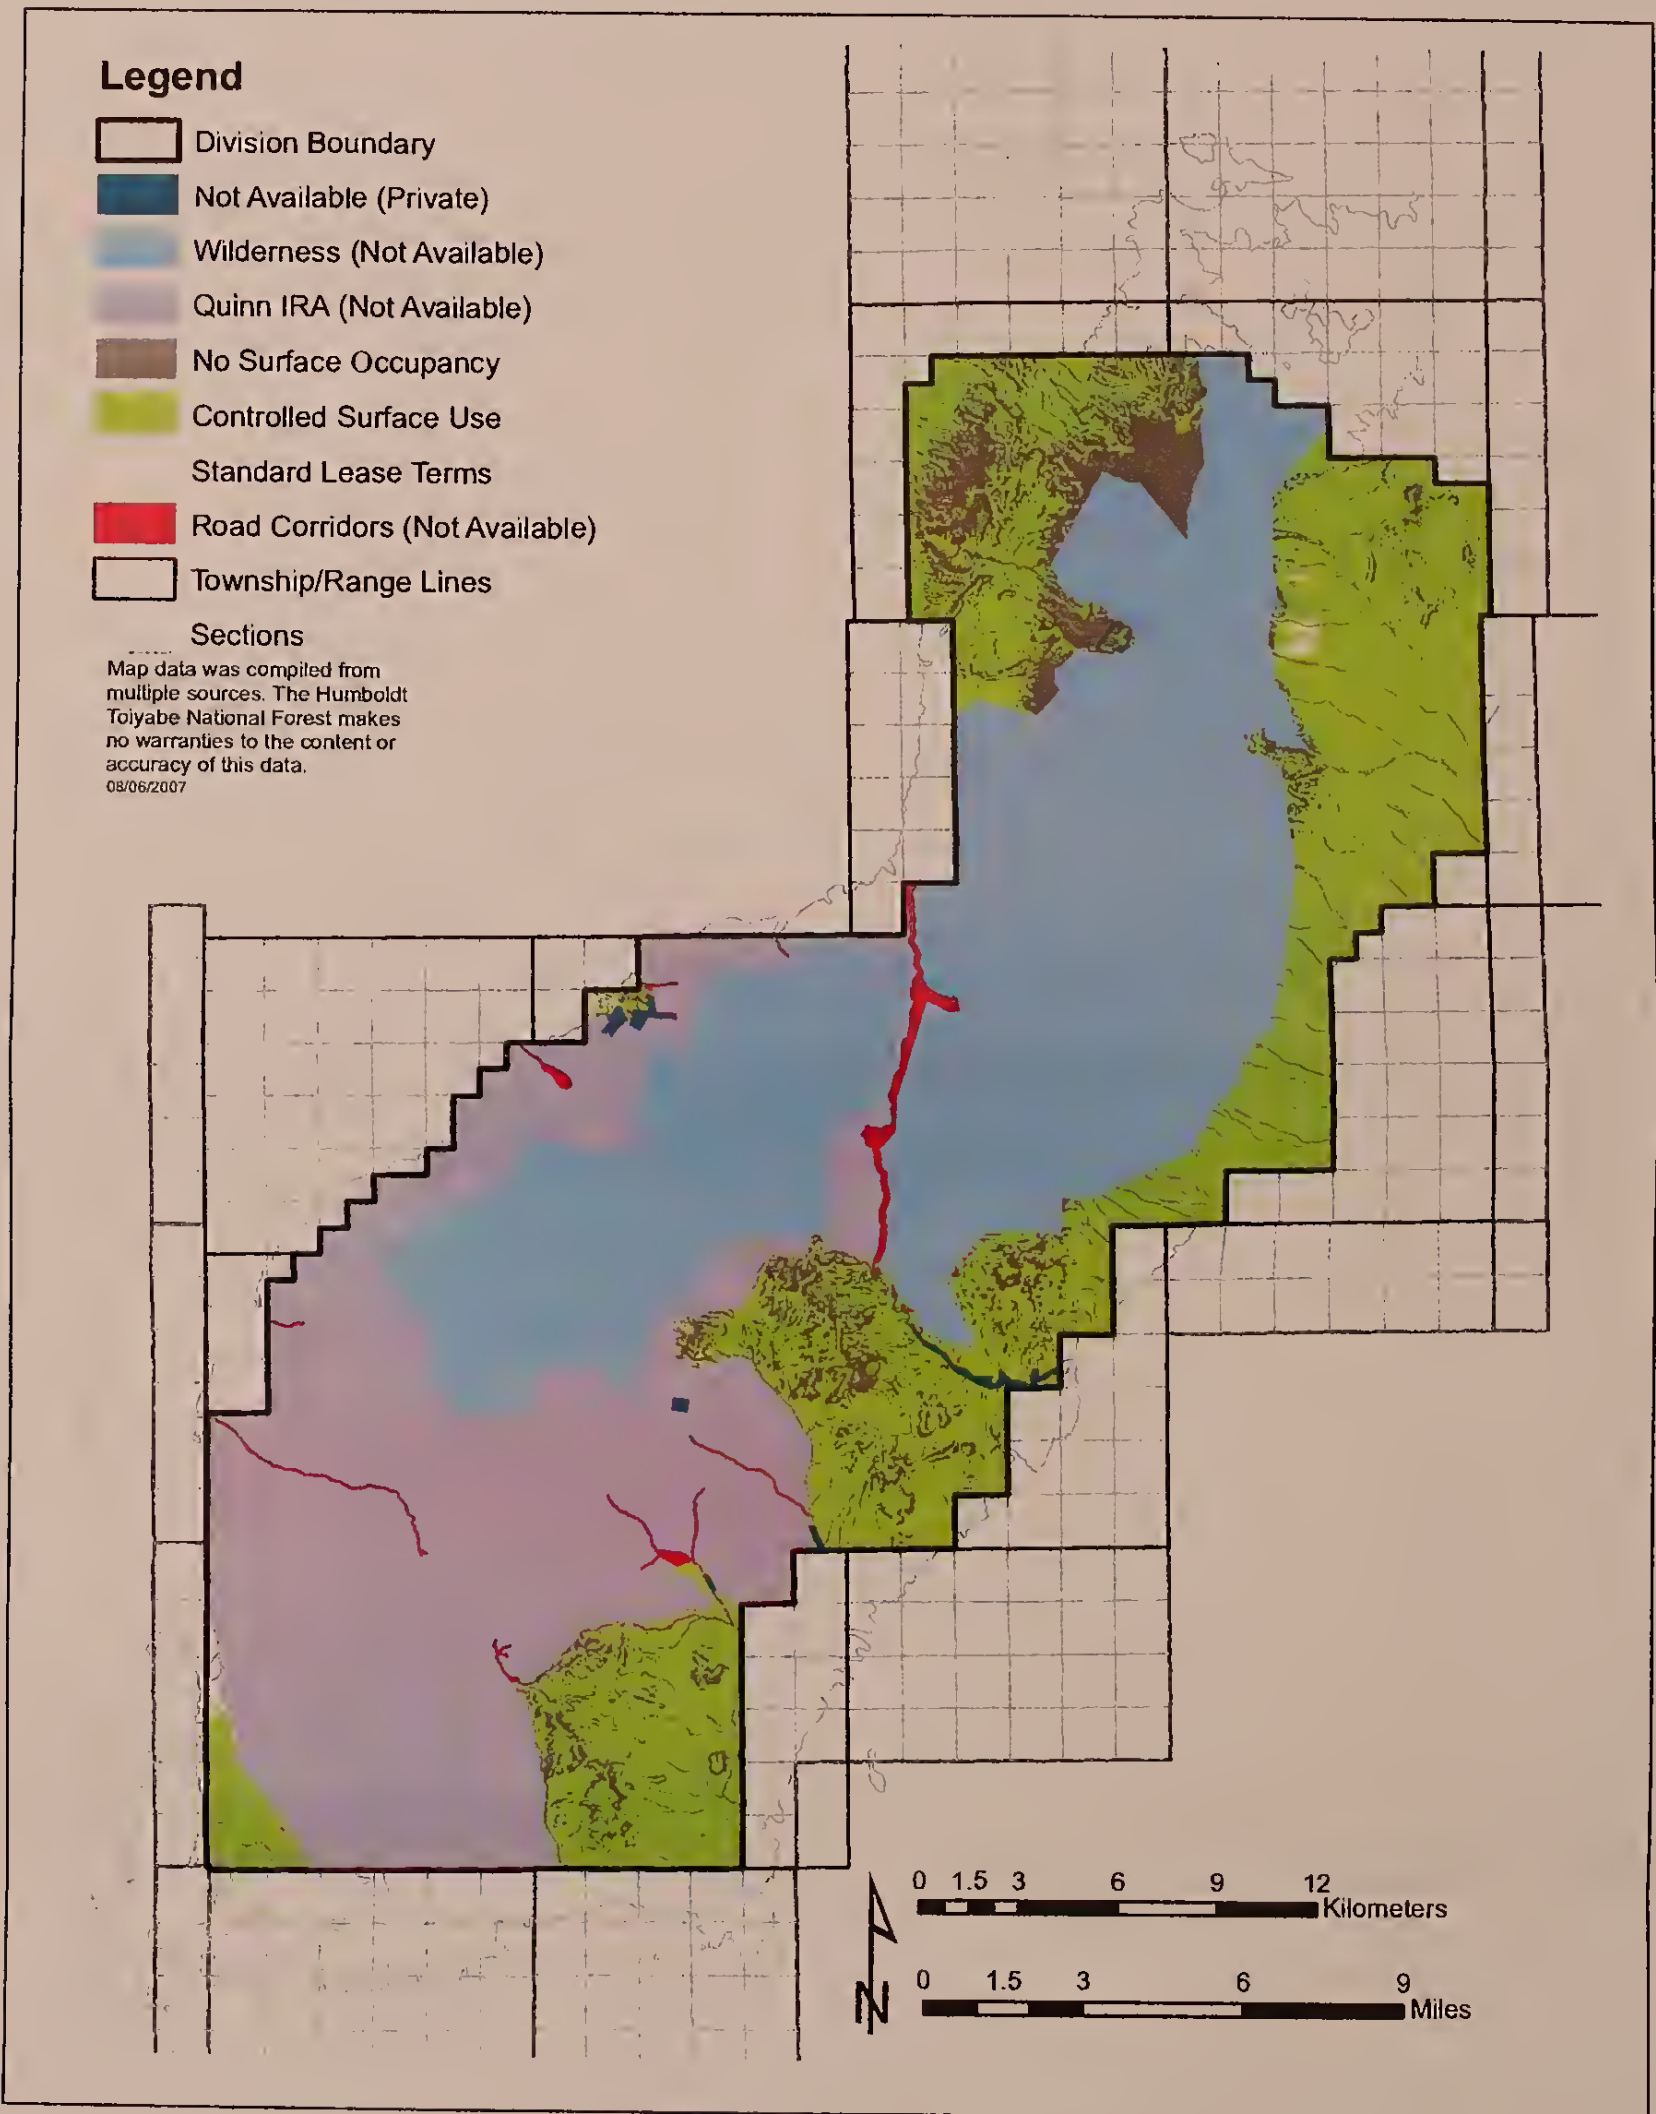 Legend
Division Boundary
Not Available (Private)
Wilderness (Not Available)
Quinn IRA (Not Available)
No Surface Occupancy
Controlled Surface Use
Standard Lease Terms
Road Corridors (Not Available)
Township/Range Lines
Sections
Map data was compiled from
multiple sources. The Humboldt
Toiyabe National Forest makes
no warranties to the content or
accuracy of this data.
08/06/2007
0 1.5 3 6 9 12
Kilometers
0 1.5 3 6 9
Miles
N